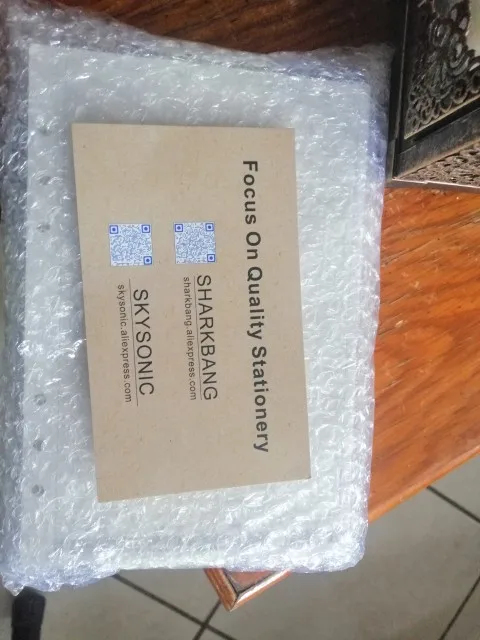 Focus On Quality Stationery
SHARKBANG
sharkbang.aliexpress.com
SKYSONIC
skysonic.aliexpress.com